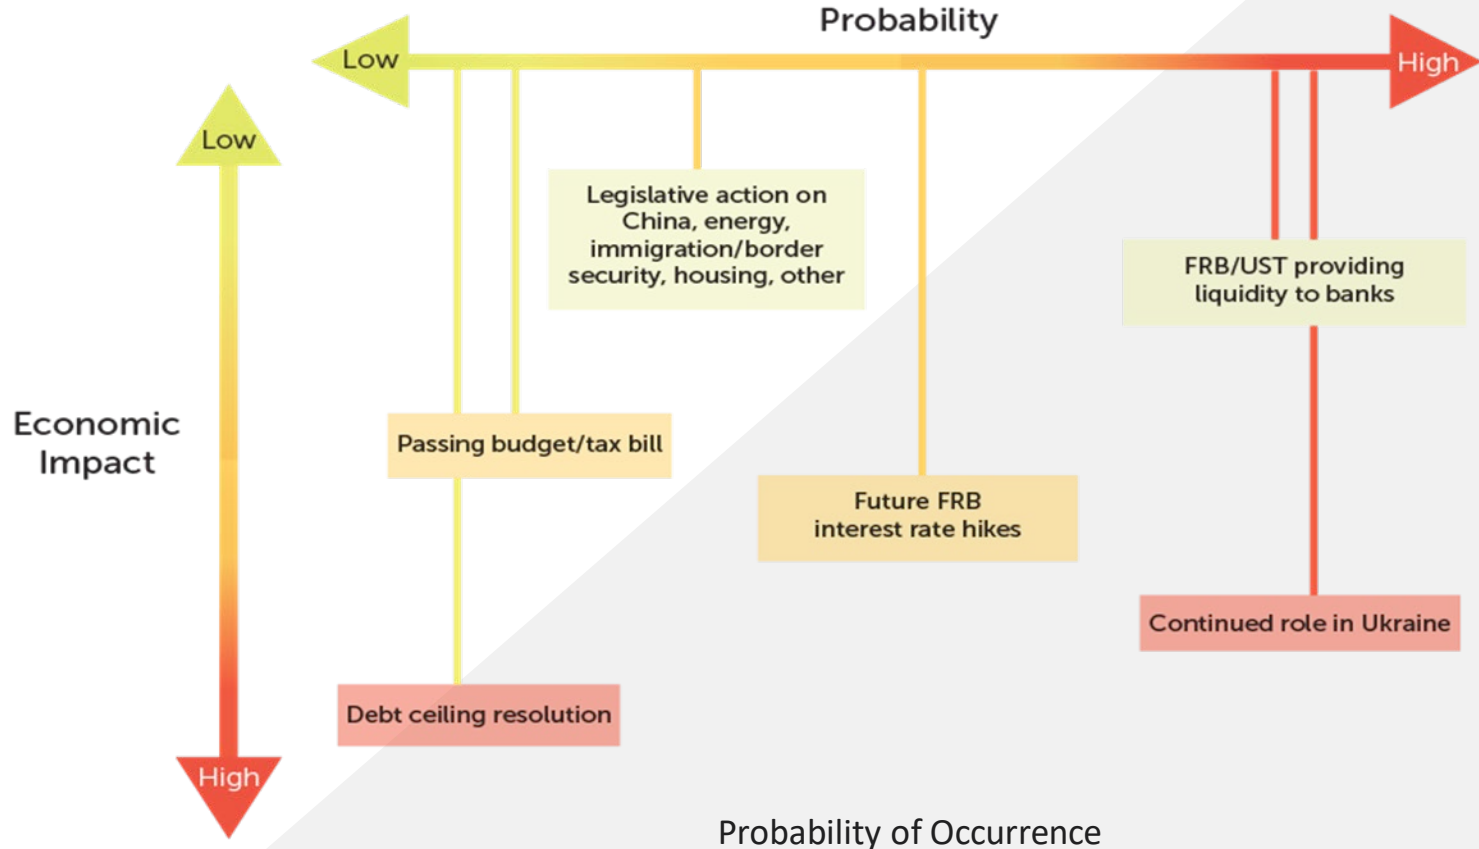 Probability
Low
High
Low
Legislative action on
China, energy,
immigration/border
security, housing, other
FRB/UST providing
liquidity to banks
Economic
Impact
Passing budget/tax bill
Future FRB
interest rate hikes
Continued role in Ukraine
Debt ceiling resolution
High
Probability of Occurrence